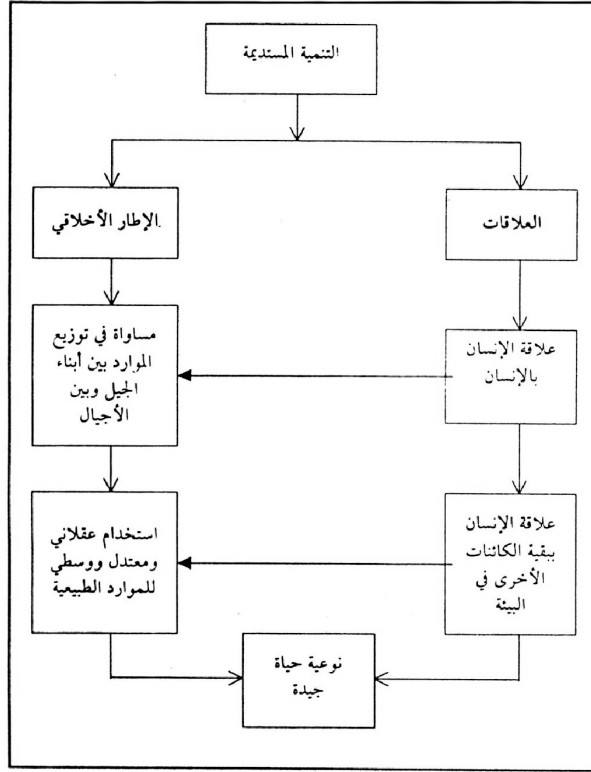 التنمية المستديمة
العلاقات
الإطار الأخلاقي
علاقة الإنسان
بالإنسان
مساواة في توزيع
الموارد بين أبناء
الجيل وبين
الأجيال
علاقة الإنسان
ببقية الكائنات
الأخرى في
البيئة
استخدام عقلاني
ومعتدل ووسطي
للموارد الطبيعية
نوعية حياة
جيدة